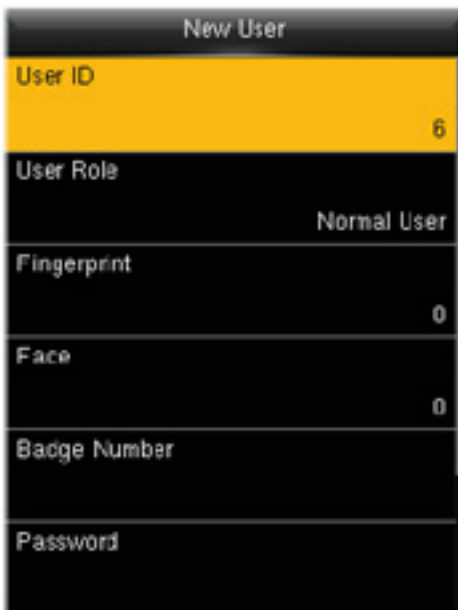 New User
User ID
6
User Role
Normal User
Fingerprint
0
Face
0
Badge Number
Password